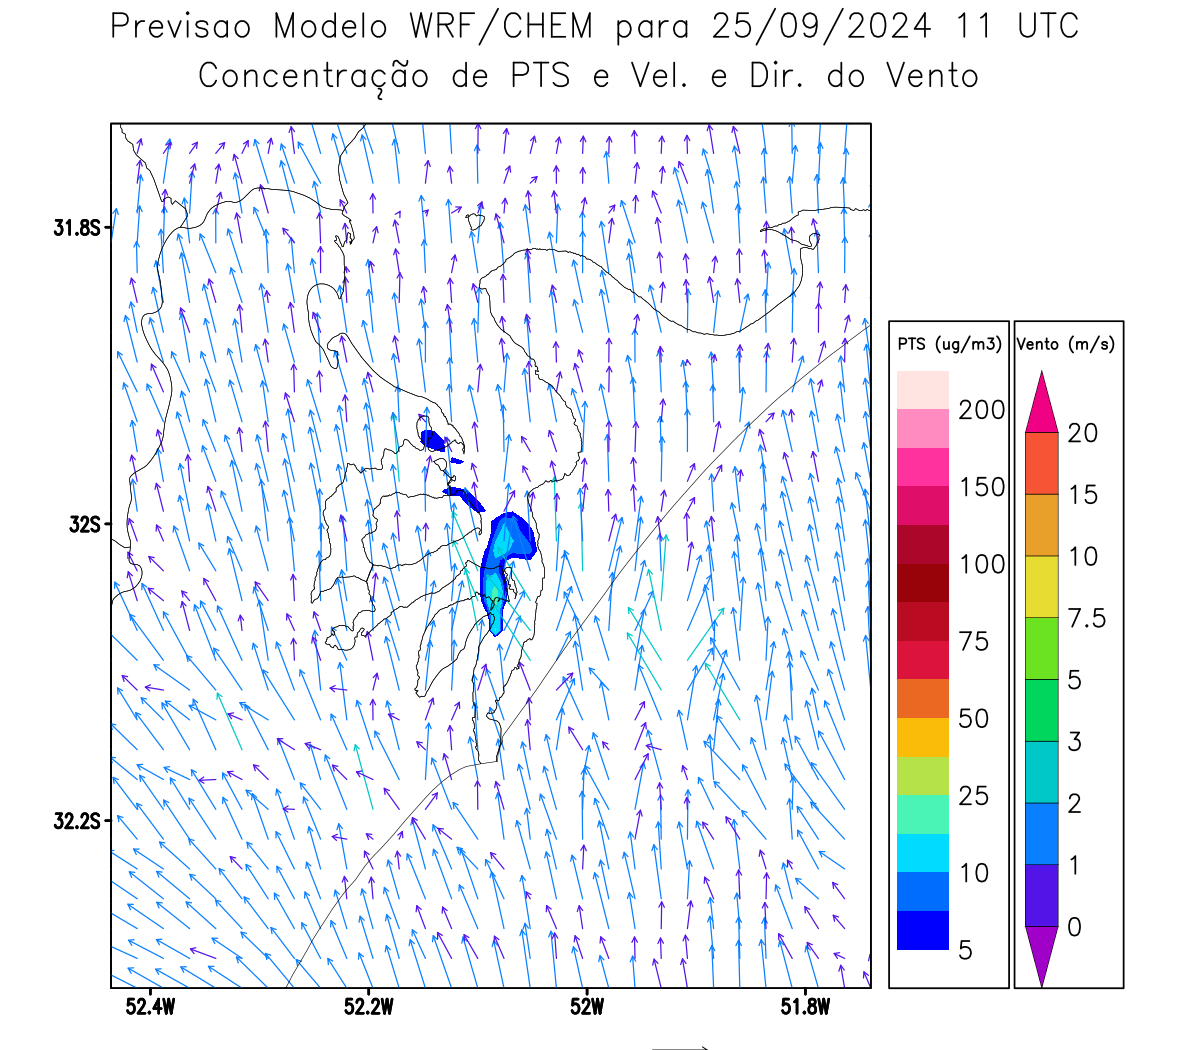 Previsao Modelo WRF/CHEM para 25/09/2024 11 UTC
Concentração de PTS e Vel. e Dir. do Vento
31.8S
32S
32.2S
52.4W 52.2W 52W 51.8W
PTS (ug/m3)
200
150
100
75
50
25
10
5
Vento (m/s)
20
15
10
7.5
5
3
2
1
0